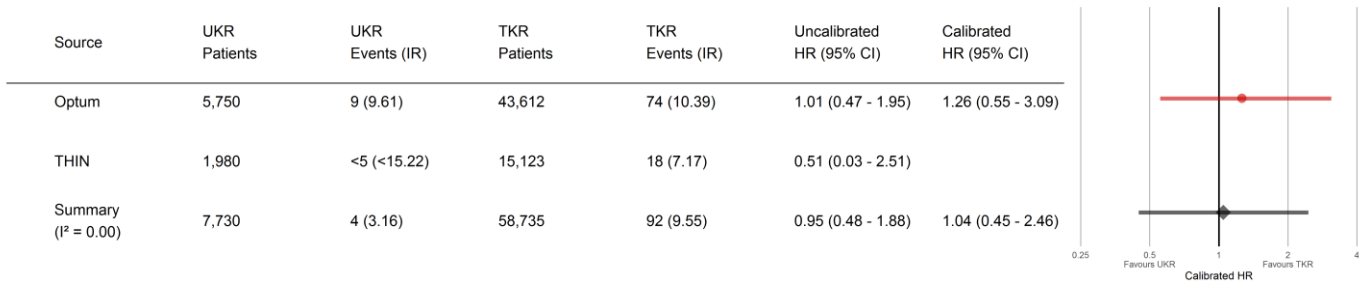 Source UKR Patients UKR Events (IR) TKR Patients TKR Events (IR) Uncalibrated HR (95% CI) Calibrated HR (95% CI)
Optum 5,750 9 (9.61) 43,612 74 (10.39) 1.01 (0.47 - 1.95) 1.26 (0.55 - 3.09)
THIN 1,980 <5 (<15.22) 15,123 18 (7.17) 0.51 (0.03 - 2.51)
Summary (I² = 0.00) 7,730 4 (3.16) 58,735 92 (9.55) 0.95 (0.48 - 1.88) 1.04 (0.45 - 2.46)
0.25 0.5 1 2 4
Favours UKR Favours TKR
Calibrated HR